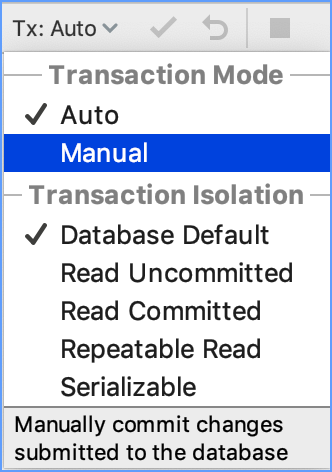 Tx: Auto
Transaction Mode
Auto
Manual
Transaction Isolation
Database Default
Read Uncommitted
Read Committed
Repeatable Read
Serializable
Manually commit changes
submitted to the database